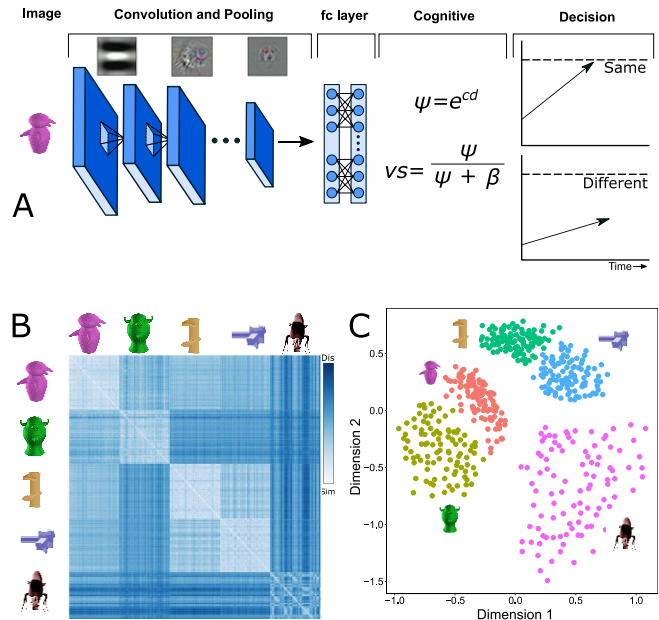 Image
Convolution and Pooling
fc layer
Cognitive
Decision
A
ψ=e^{cd}
vs= ψ / (ψ + β)
Same
Different
Time→
B
Dis
Sim
C
Dimension 2
0.5
0.0
−0.5
−1.0
−1.5
−1.0
−0.5
0.0
0.5
1.0
Dimension 1